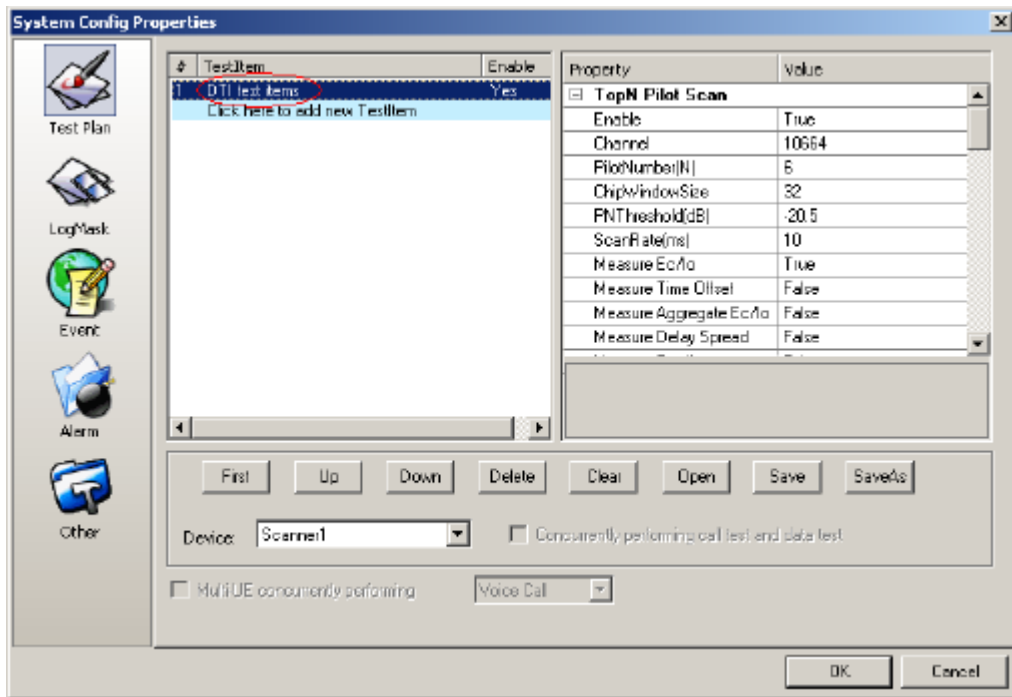 System Config Properties
Test Plan
LogMask
Event
Alarm
Other
# TestItem Enable
1 DTI test items Yes
Click here to add new TestItem
Property Value
TopN Pilot Scan
Enable True
Channel 10664
PilotNumber(N) 6
ChipWindowSize 32
PNThreshold(dB) -20.5
ScanRate(ms) 10
Measure Ec/Io True
Measure Time Offset False
Measure Aggregate Ec/Io False
Measure Delay Spread False
First Up Down Delete Clear Open Save SaveAs
Device: Scanner1
Concurrently performing call test and data test
Multi UE concurrently performing Voice Call
OK Cancel